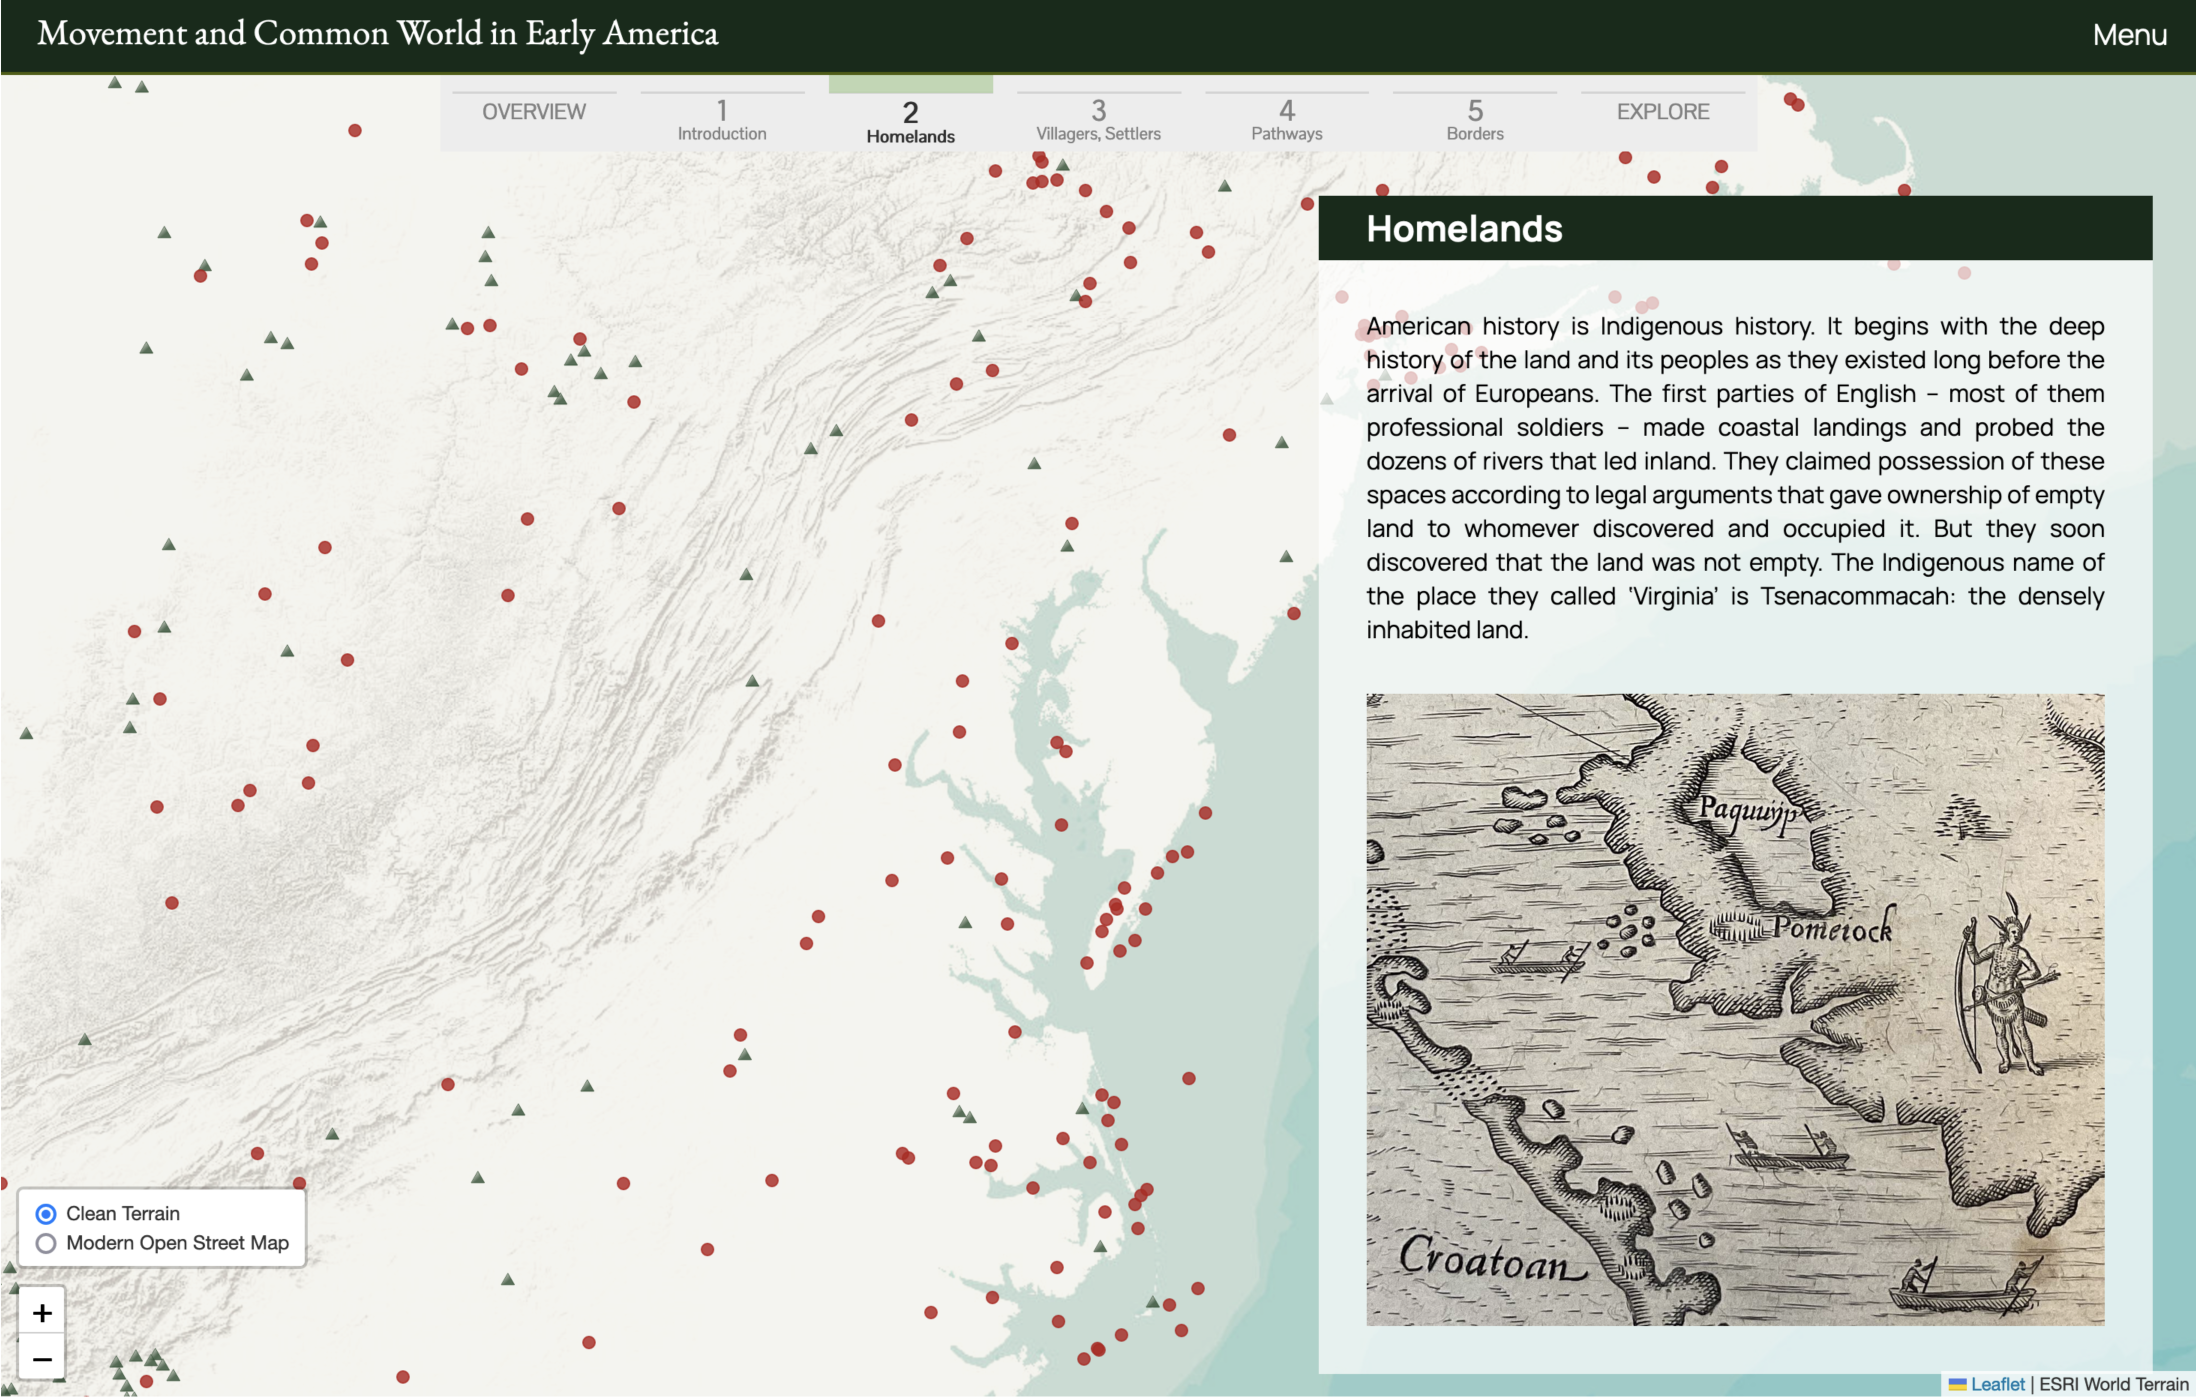 Movement and Common World in Early America
Menu
OVERVIEW
1
Introduction
2
Homelands
3
Villagers, Settlers
4
Pathways
5
Borders
EXPLORE
Homelands
American history is Indigenous history. It begins with the deep
history of the land and its peoples as they existed long before the
arrival of Europeans. The first parties of English – most of them
professional soldiers – made coastal landings and probed the
dozens of rivers that led inland. They claimed possession of these
spaces according to legal arguments that gave ownership of empty
land to whomever discovered and occupied it. But they soon
discovered that the land was not empty. The Indigenous name of
the place they called ‘Virginia’ is Tsenacommacah: the densely
inhabited land.
Paquiuÿp
Pomeiock
Croatoan
Clean Terrain
Modern Open Street Map
+
−
Leaflet | ESRI World Terrain